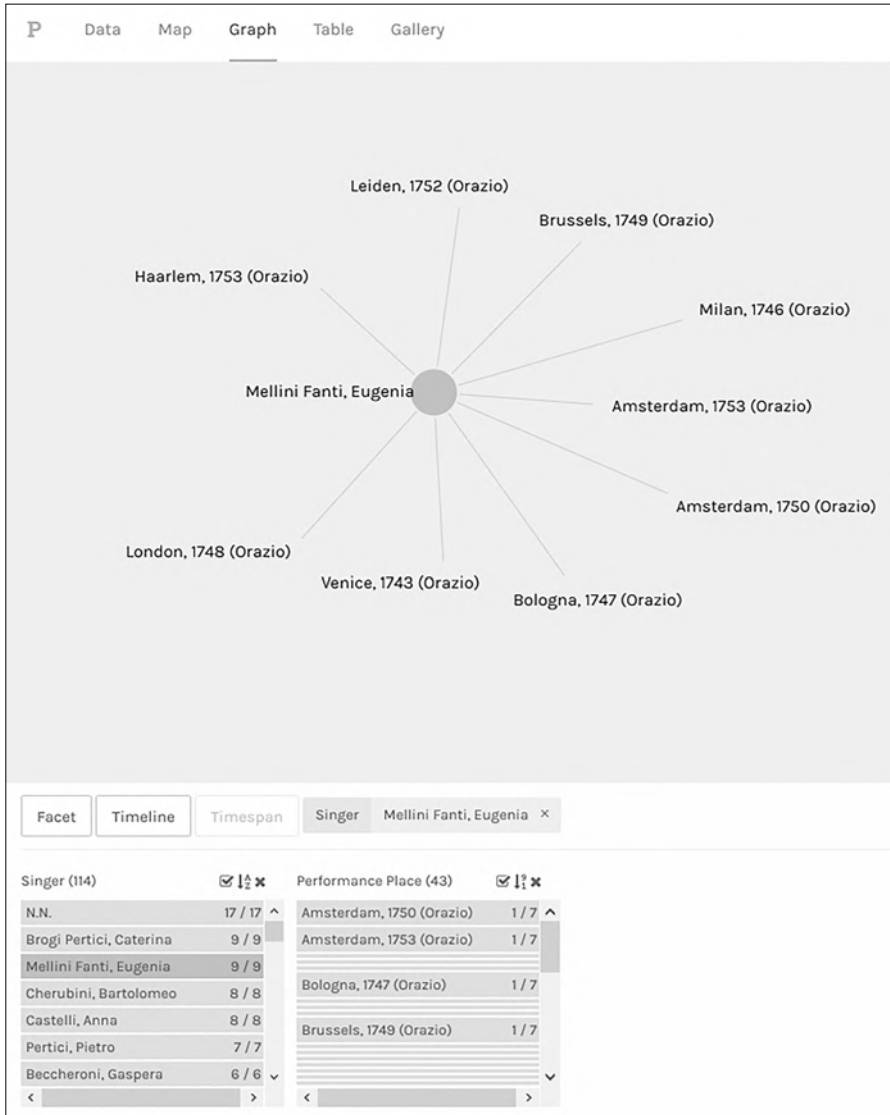 P Data Map Graph Table Gallery
Leiden, 1752 (Orazio)
Brussels, 1749 (Orazio)
Haarlem, 1753 (Orazio)
Milan, 1746 (Orazio)
Mellini Fanti, Eugenia
Amsterdam, 1753 (Orazio)
Amsterdam, 1750 (Orazio)
London, 1748 (Orazio)
Venice, 1743 (Orazio)
Bologna, 1747 (Orazio)
Facet Timeline Timespan Singer Mellini Fanti, Eugenia ×
Singer (114)
N.N. 17 / 17
Brogi Pertici, Caterina 9 / 9
Mellini Fanti, Eugenia 9 / 9
Cherubini, Bartolomeo 8 / 8
Castelli, Anna 8 / 8
Pertici, Pietro 7 / 7
Beccheroni, Gaspera 6 / 6
Performance Place (43)
Amsterdam, 1750 (Orazio) 1 / 7
Amsterdam, 1753 (Orazio) 1 / 7
Bologna, 1747 (Orazio) 1 / 7
Brussels, 1749 (Orazio) 1 / 7